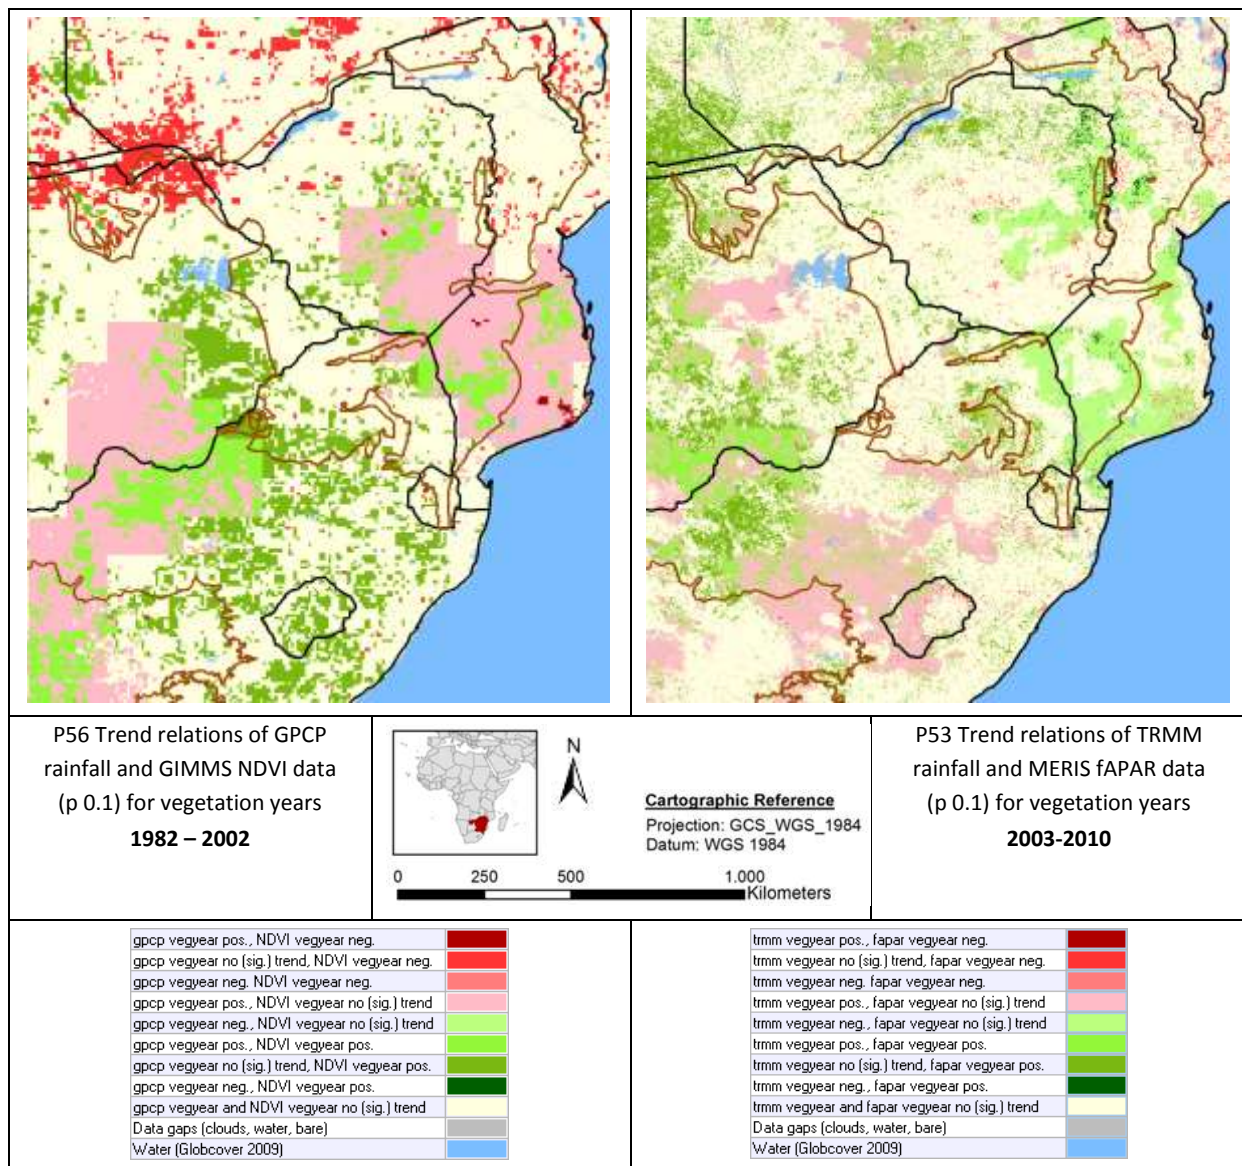 P56 Trend relations of GPCP
rainfall and GIMMS NDVI data
(p 0.1) for vegetation years
1982 – 2002
N
Cartographic Reference
Projection: GCS_WGS_1984
Datum: WGS 1984
0 250 500 1.000
Kilometers
P53 Trend relations of TRMM
rainfall and MERIS fAPAR data
(p 0.1) for vegetation years
2003-2010
gpcp vegyear pos., NDVI vegyear neg.
gpcp vegyear no (sig.) trend, NDVI vegyear neg.
gpcp vegyear neg. NDVI vegyear neg.
gpcp vegyear pos., NDVI vegyear no (sig.) trend
gpcp vegyear neg., NDVI vegyear no (sig.) trend
gpcp vegyear pos., NDVI vegyear pos.
gpcp vegyear no (sig.) trend, NDVI vegyear pos.
gpcp vegyear neg., NDVI vegyear pos.
gpcp vegyear and NDVI vegyear no (sig.) trend
Data gaps (clouds, water, bare)
Water (Globcover 2009)
trmm vegyear pos., fapar vegyear neg.
trmm vegyear no (sig.) trend, fapar vegyear neg.
trmm vegyear neg. fapar vegyear neg.
trmm vegyear pos., fapar vegyear no (sig.) trend
trmm vegyear neg., fapar vegyear no (sig.) trend
trmm vegyear pos., fapar vegyear pos.
trmm vegyear no (sig.) trend, fapar vegyear pos.
trmm vegyear neg., fapar vegyear pos.
trmm vegyear and fapar vegyear no (sig.) trend
Data gaps (clouds, water, bare)
Water (Globcover 2009)